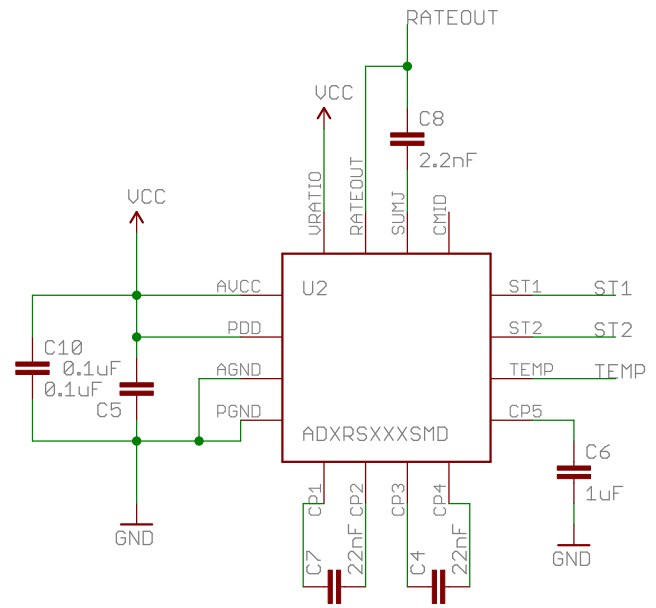 RATEOUT
VCC
C8
2.2nF
VRATIO
RATEOUT
SUMJ
CMID
VCC
AVCC
U2
ST1
ST1
PDD
ST2
ST2
C10
0.1uF
0.1uF
C5
AGND
TEMP
TEMP
PGND
CP5
ADXRSXXXSMD
C6
1uF
CP1
CP2
CP3
CP4
GND
GND
C7
22nF
C4
22nF